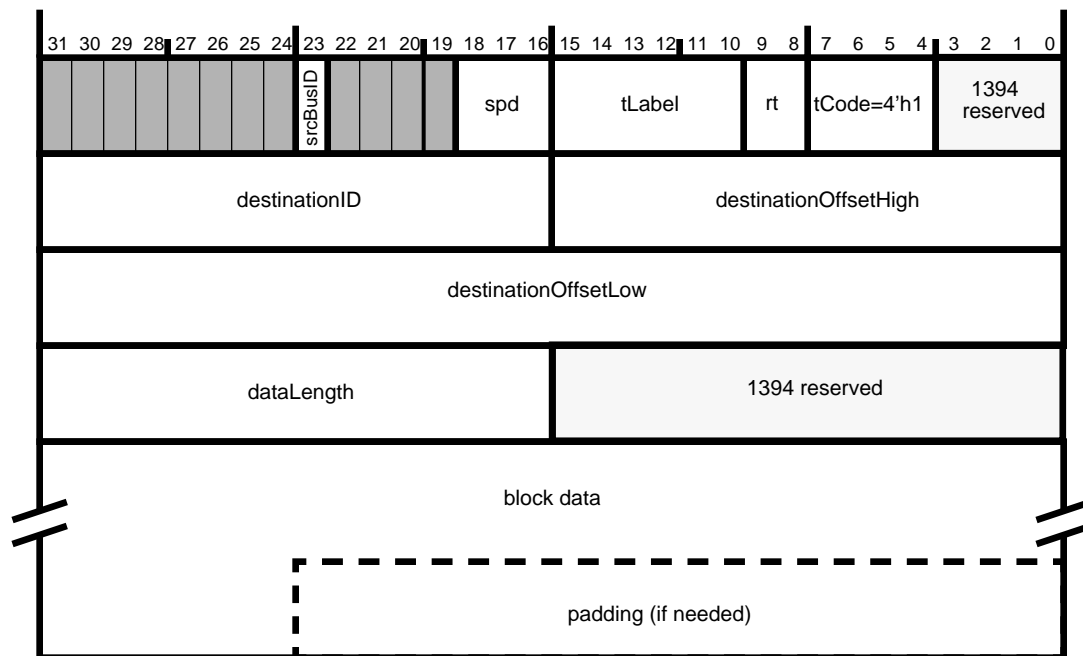 31 30 29 28 27 26 25 24 23 22 21 20 19 18 17 16 15 14 13 12 11 10 9 8 7 6 5 4 3 2 1 0
srcBusID spd tLabel rt tCode=4'h1 1394
reserved
destinationID destinationOffsetHigh
destinationOffsetLow
dataLength 1394 reserved
block data
padding (if needed)